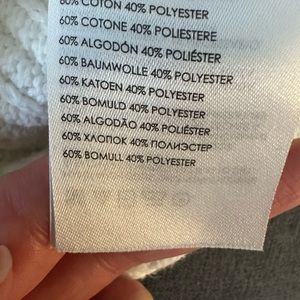 60% COTON 40% POLYESTER
60% COTONE 40% POLIESTERE
60% ALGODÓN 40% POLIÉSTER
60% BAUMWOLLE 40% POLYESTER
60% KATOEN 40% POLYESTER
60% BOMULD 40% POLYESTER
60% ALGODÃO 40% POLIÉSTER
60% ХЛОПОК 40% ПОЛИЭСТЕР
60% BOMULL 40% POLYESTER